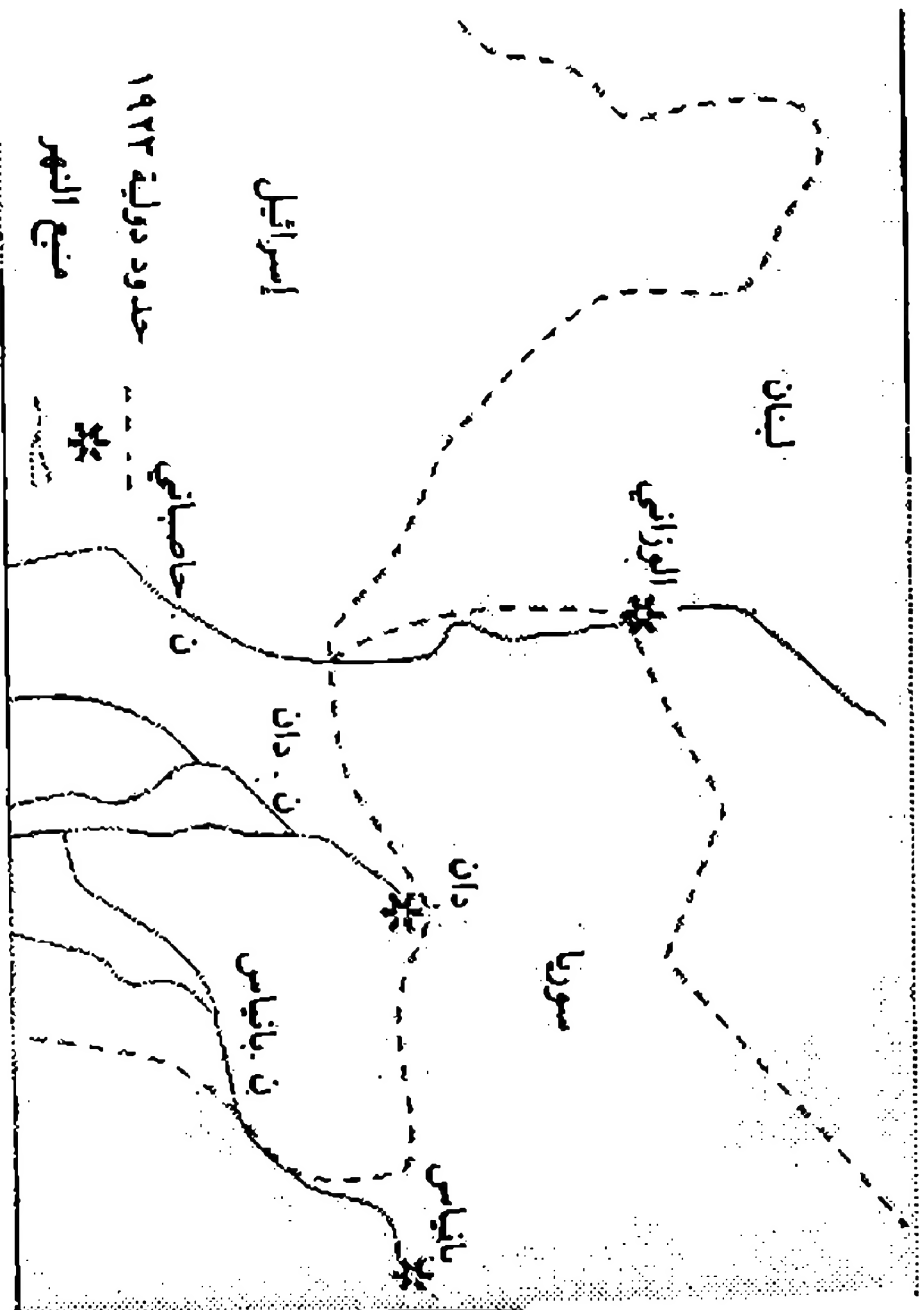 لبنان
الوزاني
سوريا
دان
بانياس
إسرائيل
ن. حاصباني
ن. دان
ن. بانياس
حدود دولية ١٩٢٣
منبع النهر